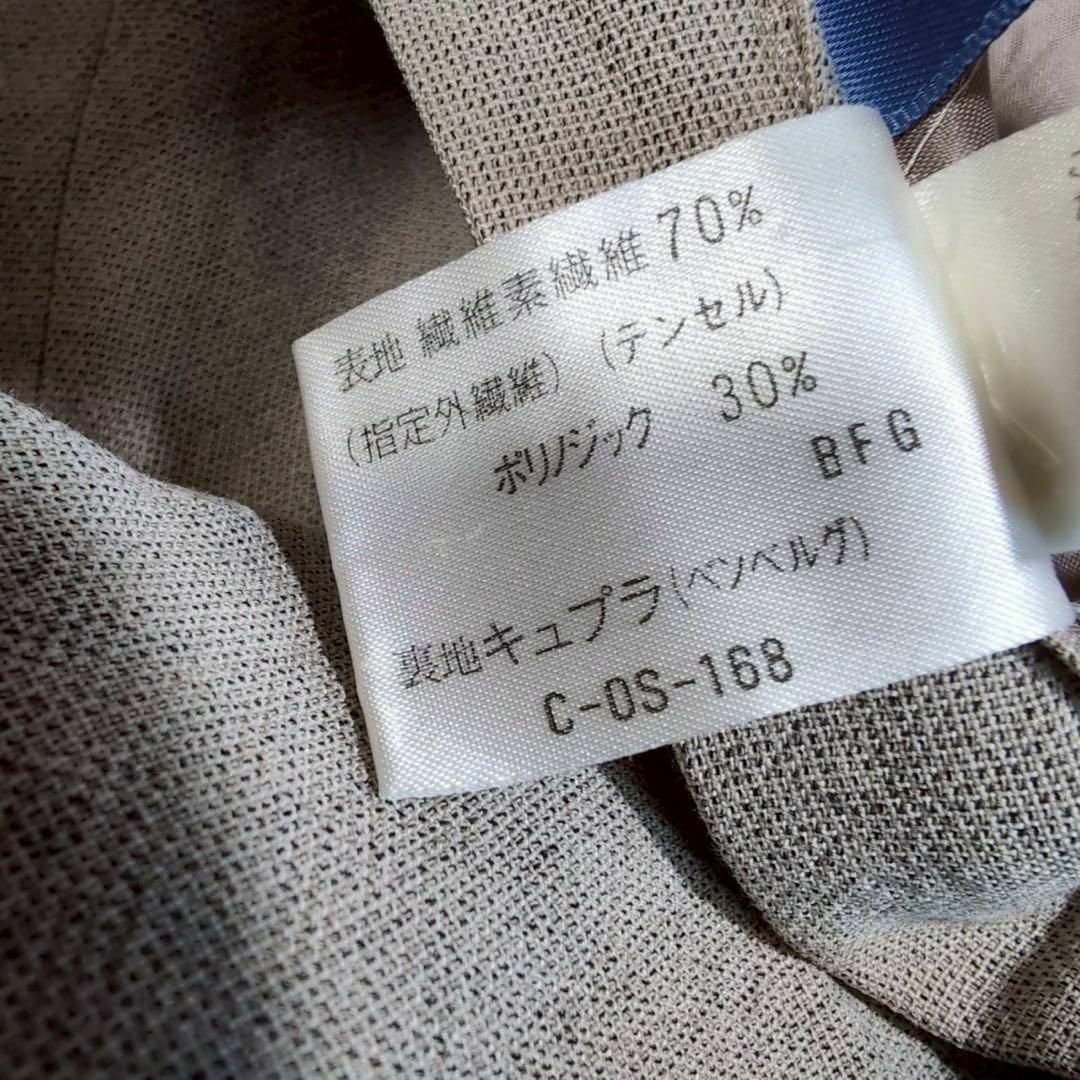 表地 繊維素繊維 70%
(指定外繊維) (テンセル)
ポリノジック 30%
BFG
裏地キュプラ(ベンベルグ)
C-OS-168